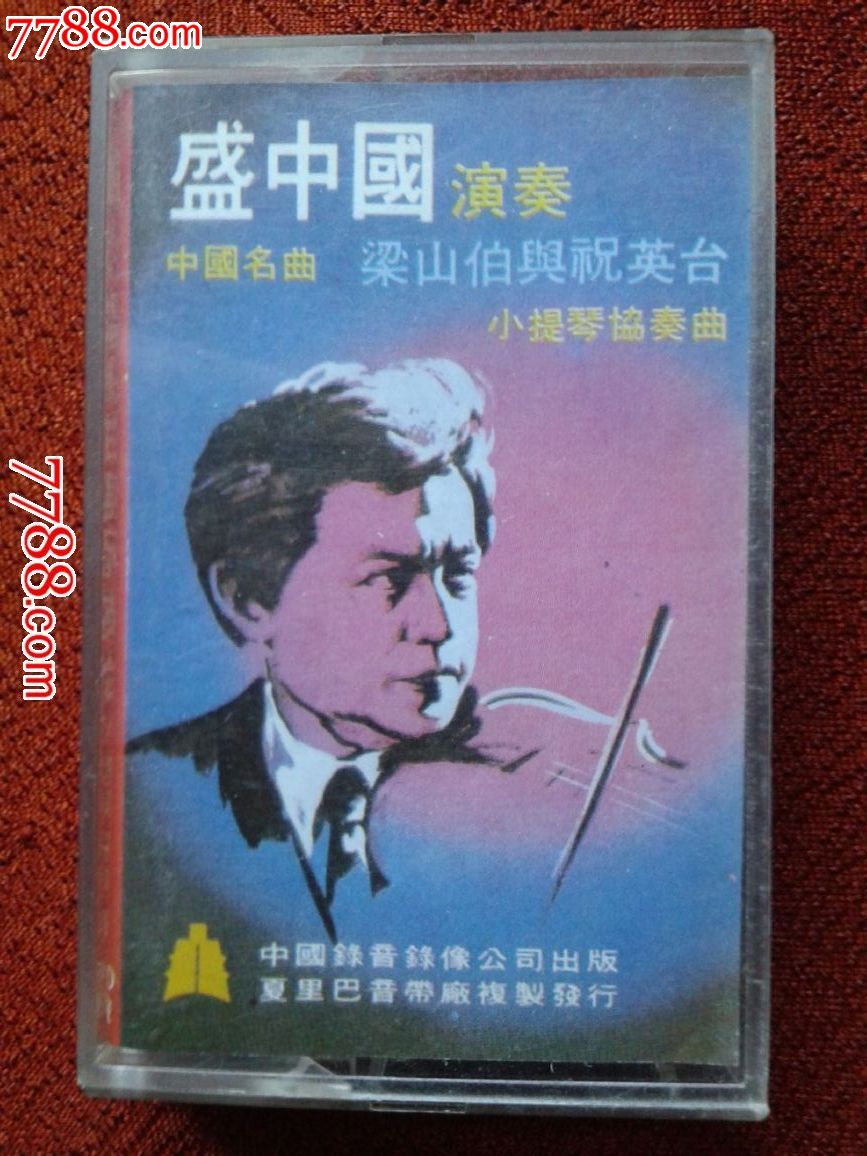 7788.com
盛中國 演奏
中國名曲 梁山伯與祝英台
小提琴協奏曲
7788.com
中國錄音錄像公司出版
夏里巴音帶廠複製發行